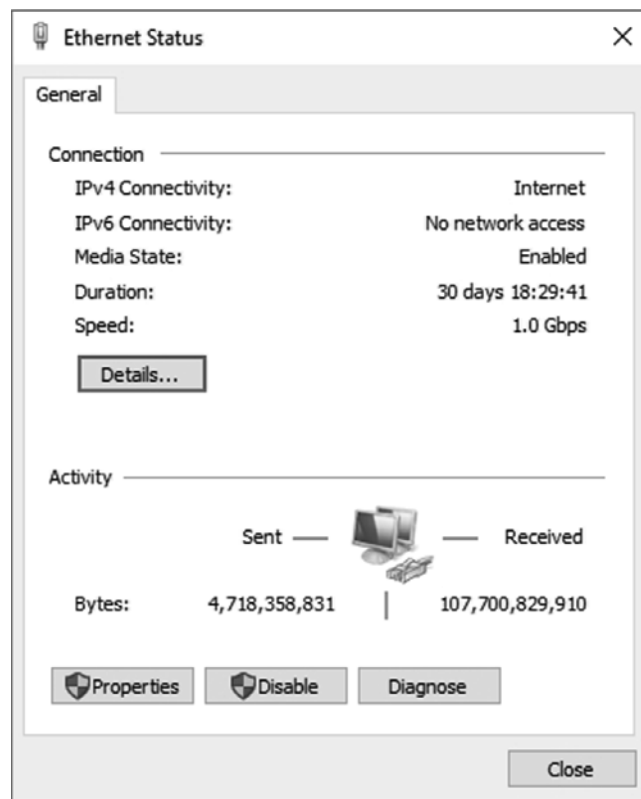 Ethernet Status
General
Connection
IPv4 Connectivity: Internet
IPv6 Connectivity: No network access
Media State: Enabled
Duration: 30 days 18:29:41
Speed: 1.0 Gbps
Details...
Activity
Sent Received
Bytes: 4,718,358,831 107,700,829,910
Properties Disable Diagnose
Close